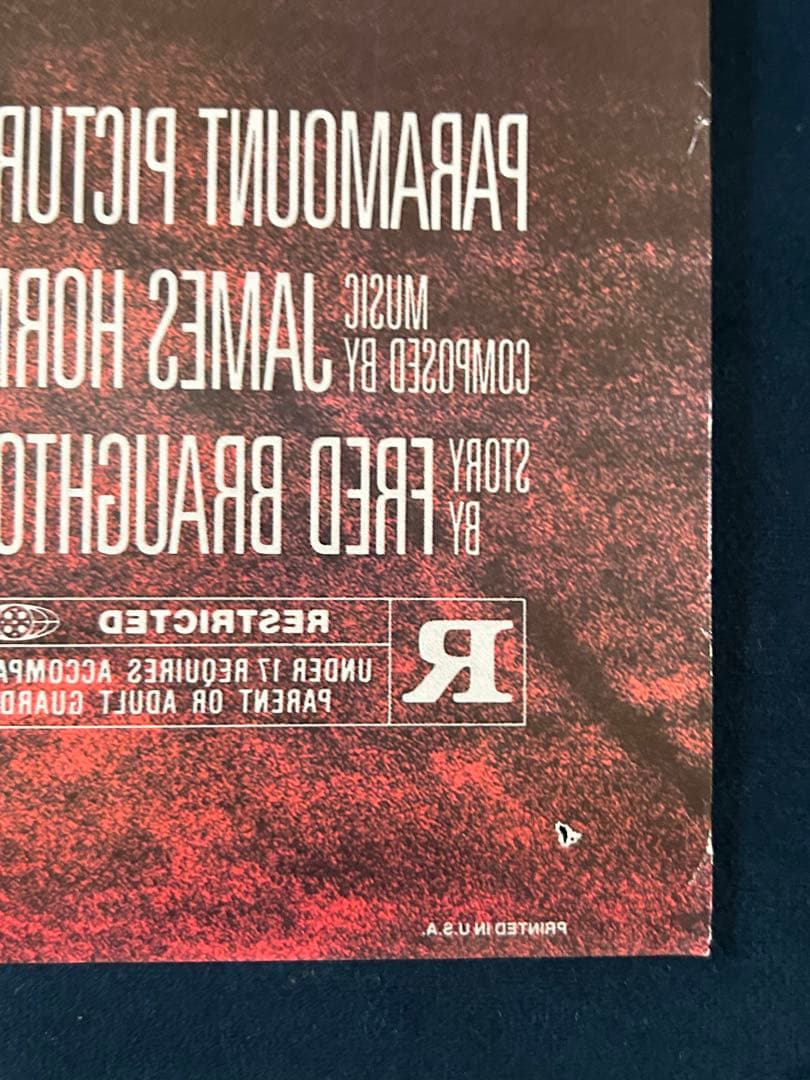 PARAMOUNT PICTUR
MUSIC COMPOSED BY JAMES HOR
STORY BY FRED BRAUGHTO
R RESTRICTED
UNDER 17 REQUIRES ACCOMPA
PARENT OR ADULT GUARD
PRINTED IN U.S.A.